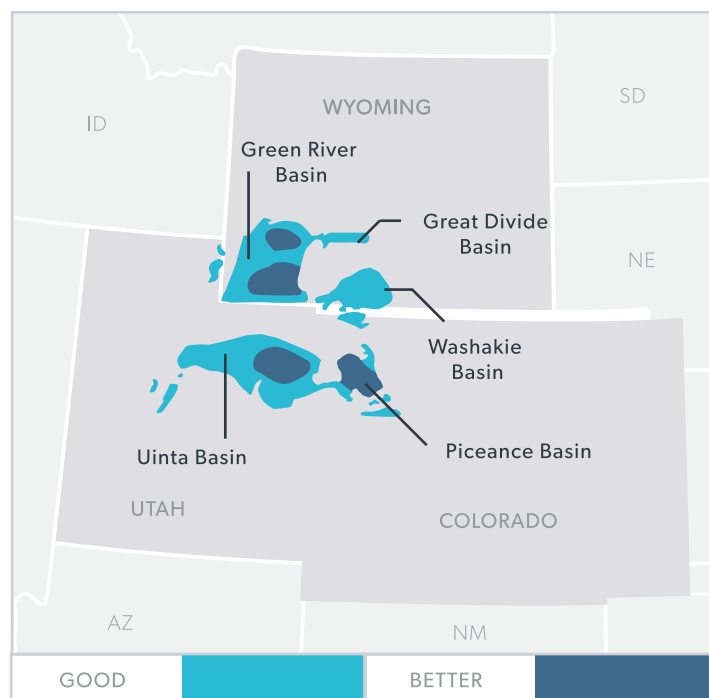 WYOMING
SD
ID
Green River
Basin
Great Divide
Basin
NE
Washakie
Basin
Uinta Basin
Piceance Basin
UTAH
COLORADO
AZ
NM
GOOD
BETTER